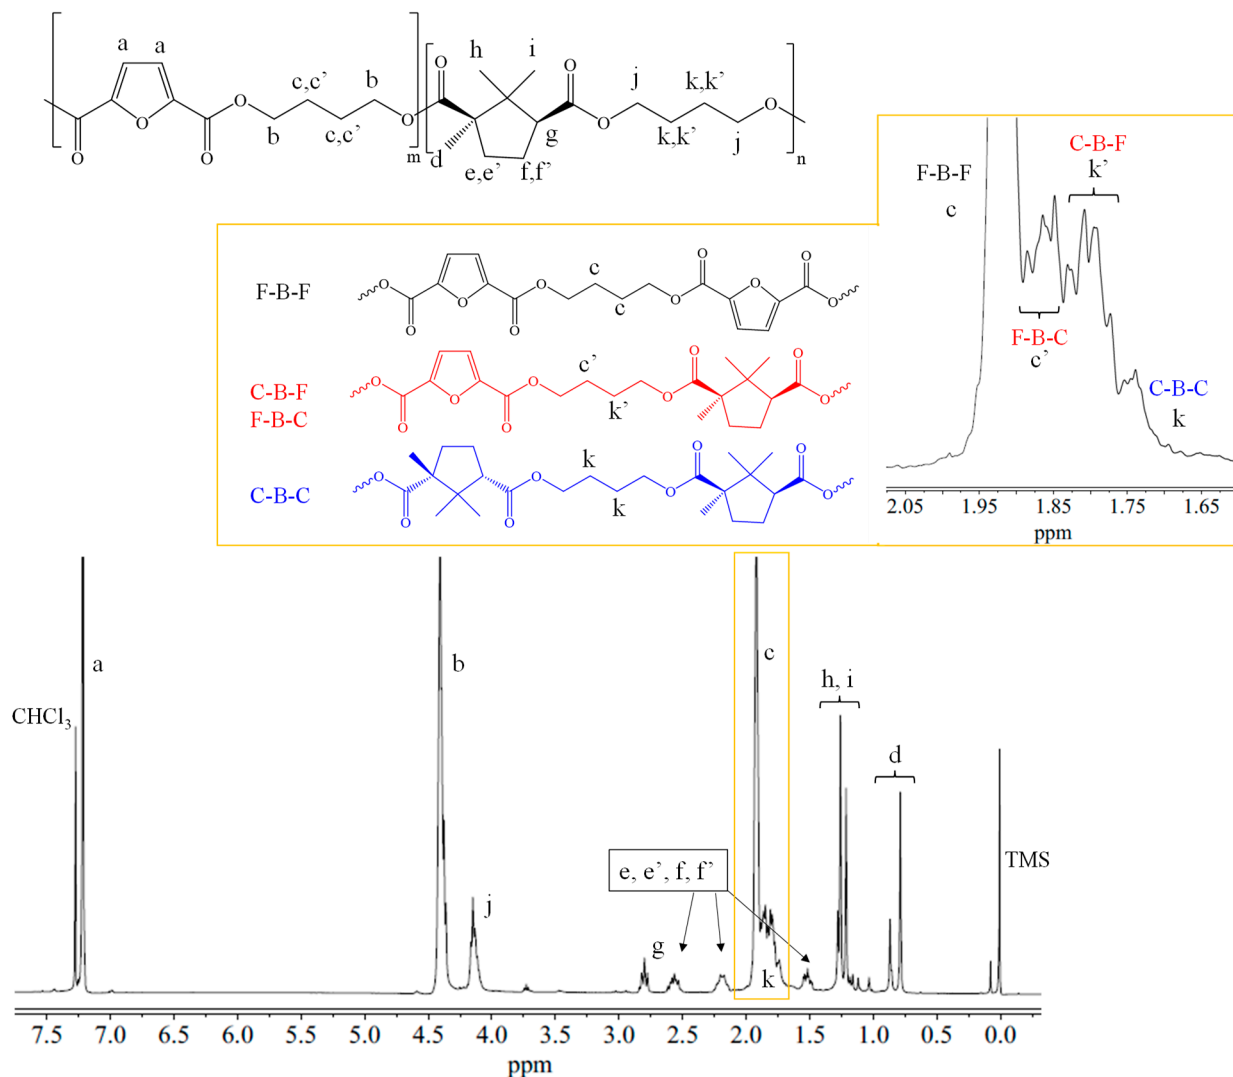 h i
a a O O
c,c' b j k,k'
O O O O
O O O O
b c,c' m d g k,k' j n
e,e' f,f'
C-B-F
F-B-F k'
c
F-B-C
c'
C-B-C
k
2.05 1.95 1.85 1.75 1.65
ppm
O O
F-B-F O c O O O
O O c O
O O
C-B-F O c' O O
F-B-C O O k' O
O O
C-B-C O k O O
O O k
a b c h, i
CHCl3 d
TMS
e, e', f, f'
j
g
k
7.5 7.0 6.5 6.0 5.5 5.0 4.5 4.0 3.5 3.0 2.5 2.0 1.5 1.0 0.5 0.0
ppm